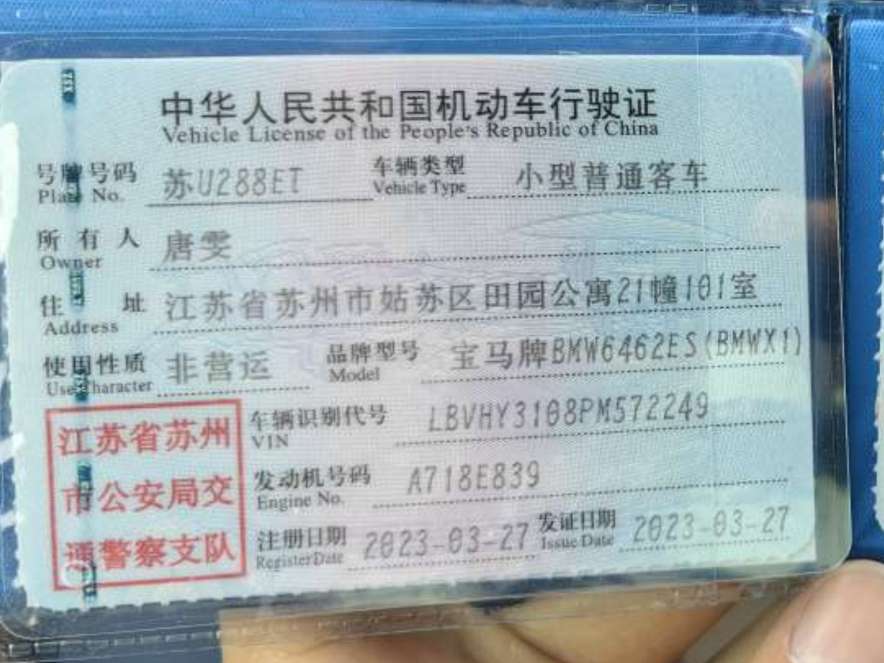 中华人民共和国机动车行驶证
Vehicle License of the People's Republic of China
号牌号码 苏U288ET 车辆类型 小型普通客车
Plate No. Vehicle Type
所有人 唐雯
Owner
住址 江苏省苏州市姑苏区田园公寓21幢101室
Address
使用性质 非营运 品牌型号 宝马牌BMW6462ES(BMWX1)
Use Character Model
江苏省苏州 车辆识别代号 LBVHY3108PM572249
VIN
市公安局交 发动机号码 A718E839
Engine No.
通警察支队 注册日期 2023-03-27 发证日期 2023-03-27
Register Date Issue Date